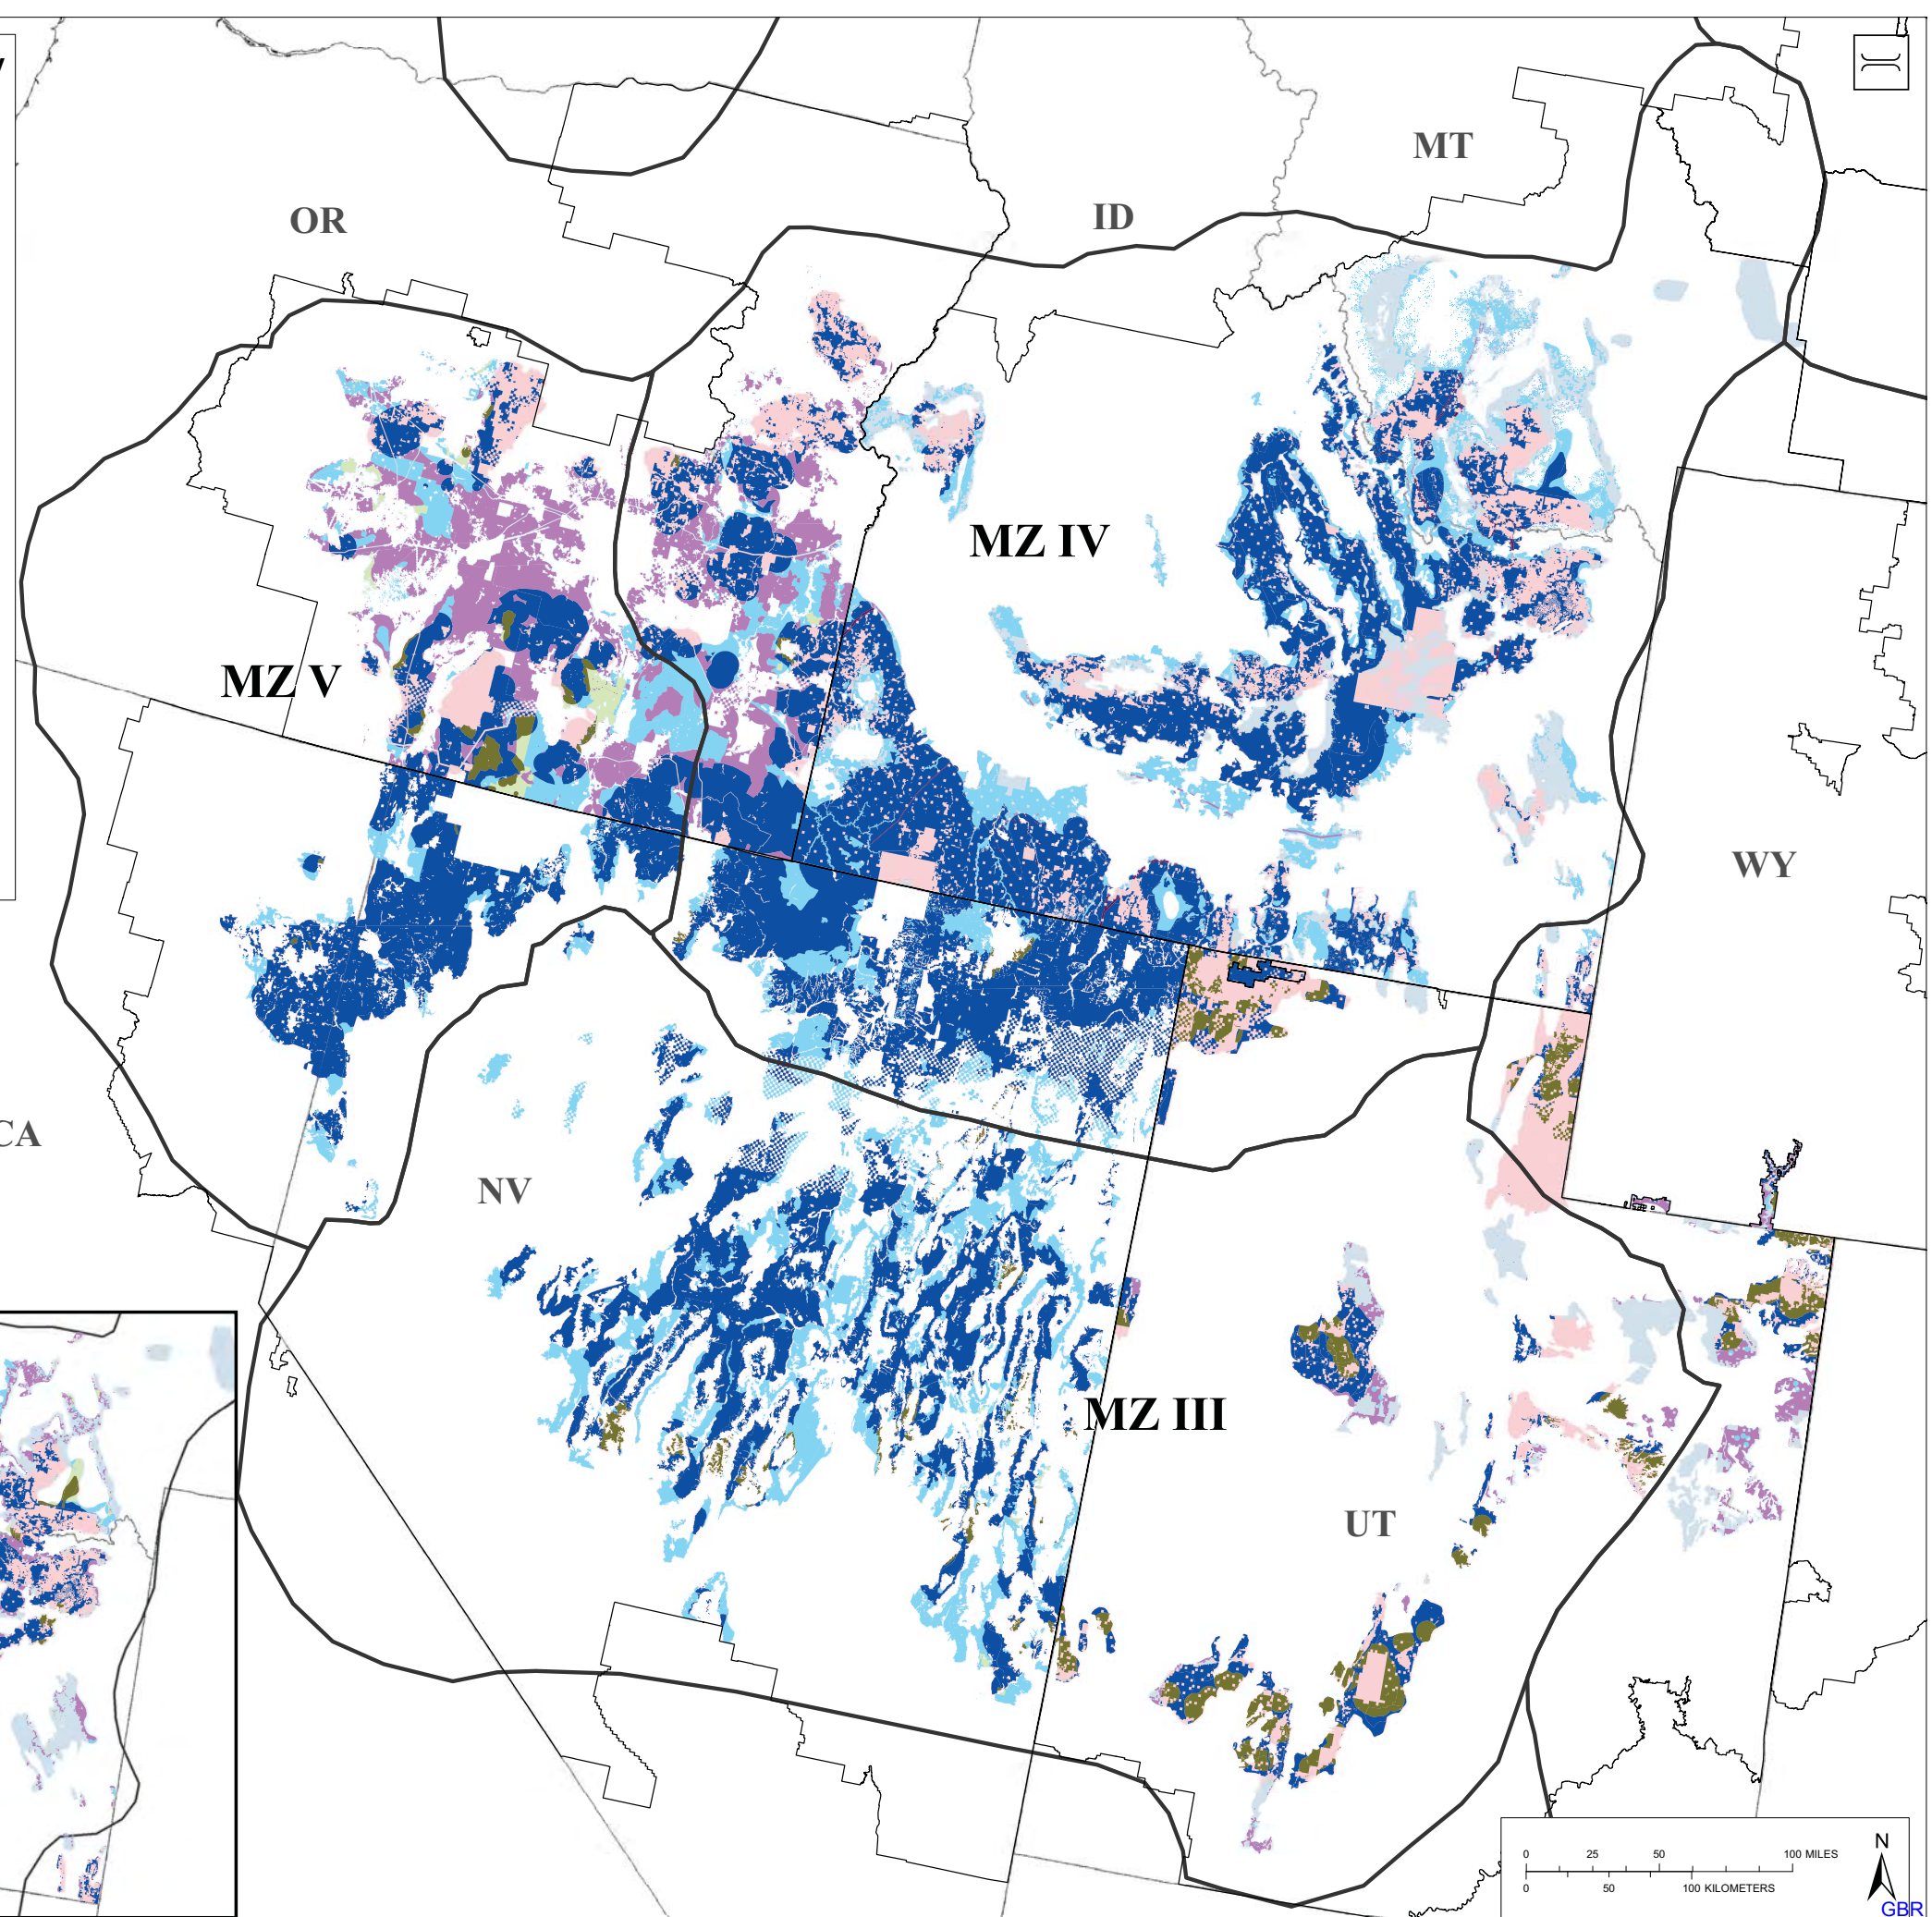 MT
OR
ID
MZ IV
MZ V
WY
CA
NV
MZ III
UT
0 25 50 100 MILES
0 50 100 KILOMETERS
N
GBR